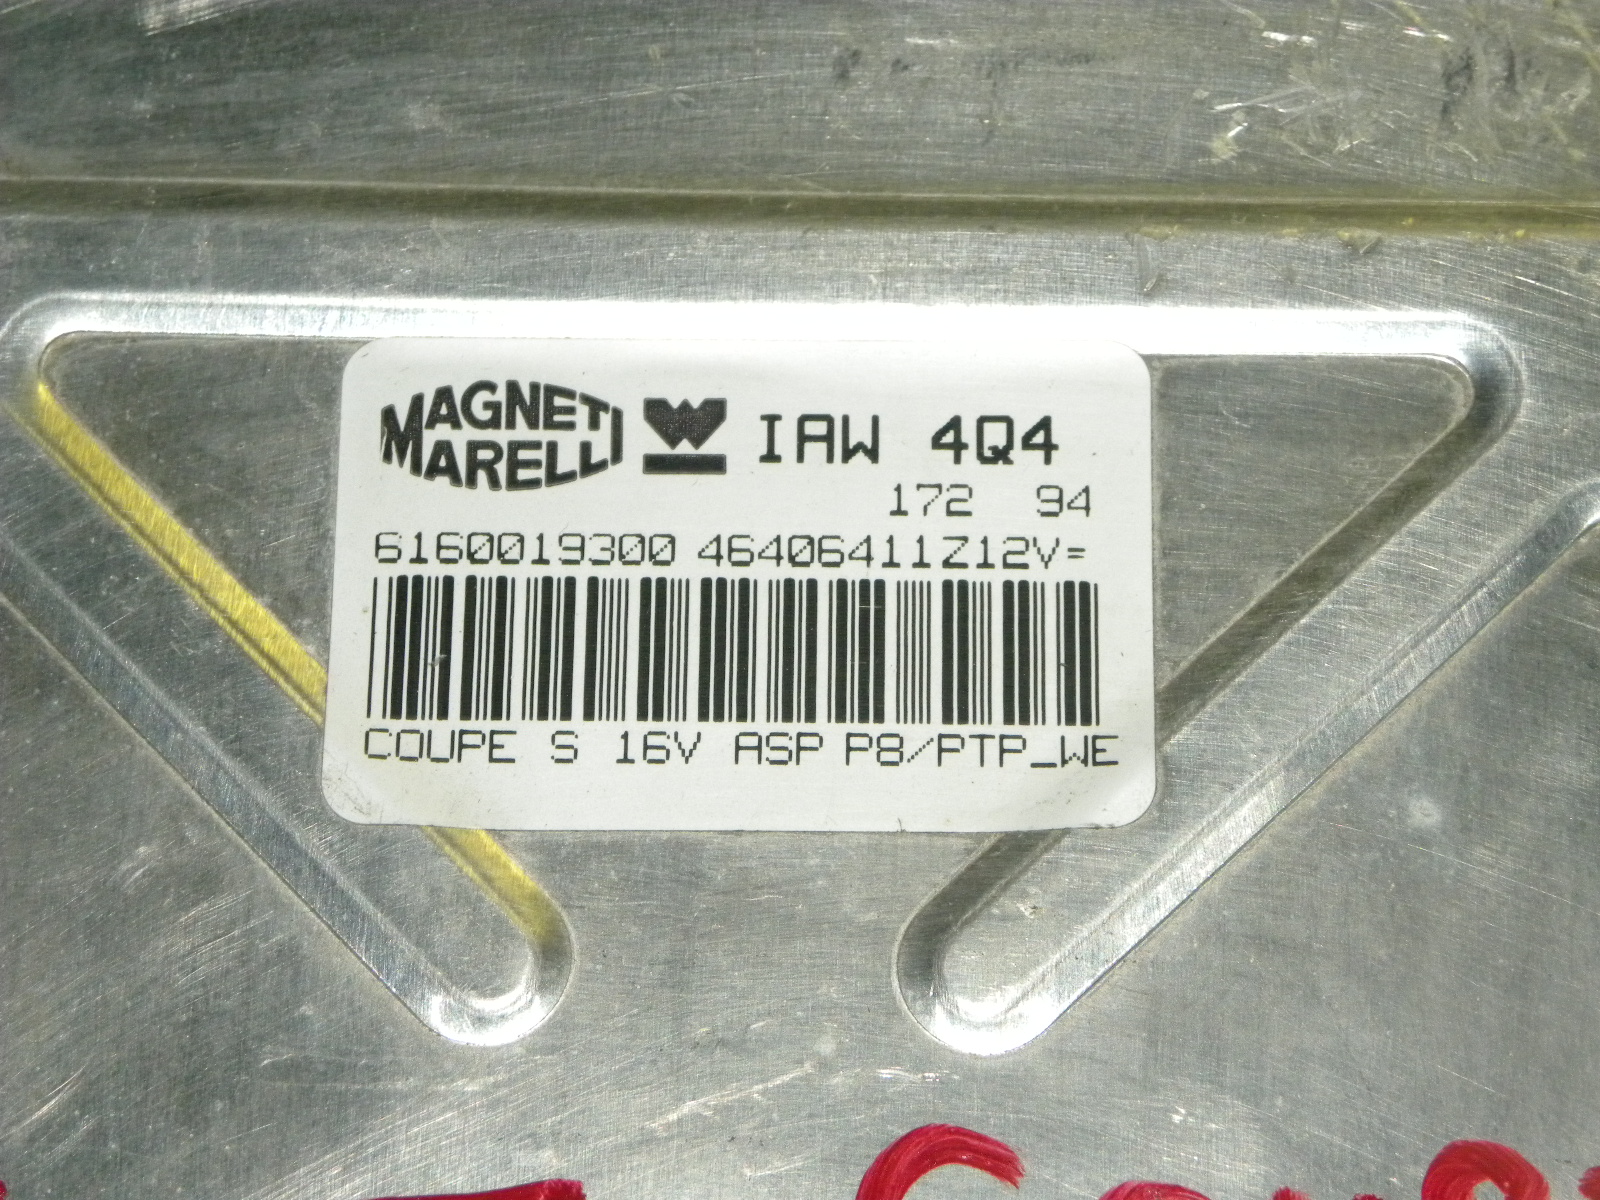 MAGNETI MARELLI W IAW 4Q4
172 94
6160019300 46406411Z12V=
COUPE S 16V ASP P8/PTP_WE